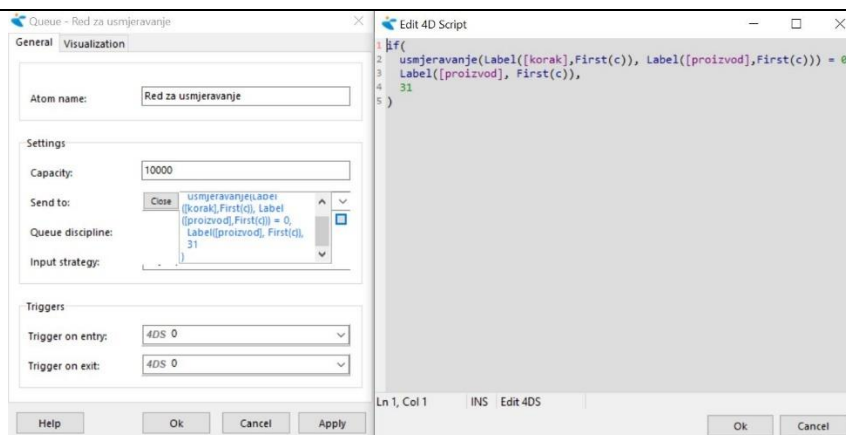 Queue - Red za usmjeravanje
General Visualization
Atom name: Red za usmjeravanje
Settings
Capacity: 10000
Send to: Close
usmjeravanje(Label
([korak],First(c)), Label
([proizvod],First(c))) = 0,
Label([proizvod], First(c)),
31
)
Queue discipline:
Input strategy:
Triggers
Trigger on entry: 4DS 0
Trigger on exit: 4DS 0
Help Ok Cancel Apply
Edit 4D Script
1 if(
2 usmjeravanje(Label([korak],First(c)), Label([proizvod],First(c))) = 0
3 Label([proizvod], First(c)),
4 31
5 )
Ln 1, Col 1 INS Edit 4DS
Ok Cancel